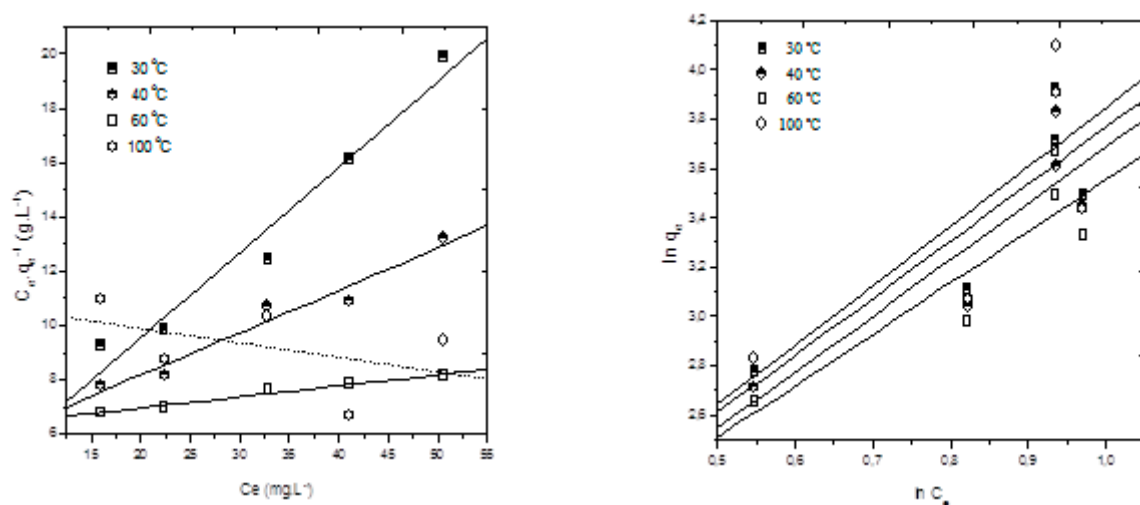 20
18
16
14
12
10
8
6
30 °C
40 °C
60 °C
100 °C
Cₑ.qₑ⁻¹ (g.L⁻¹)
15 20 25 30 35 40 45 50 55
Ce (mg.L⁻¹)
4,2
4,0
3,8
3,6
3,4
3,2
3,0
2,8
2,6
30 °C
40 °C
60 °C
100 °C
ln qₑ
0,5 0,6 0,7 0,8 0,9 1,0
ln Cₑ